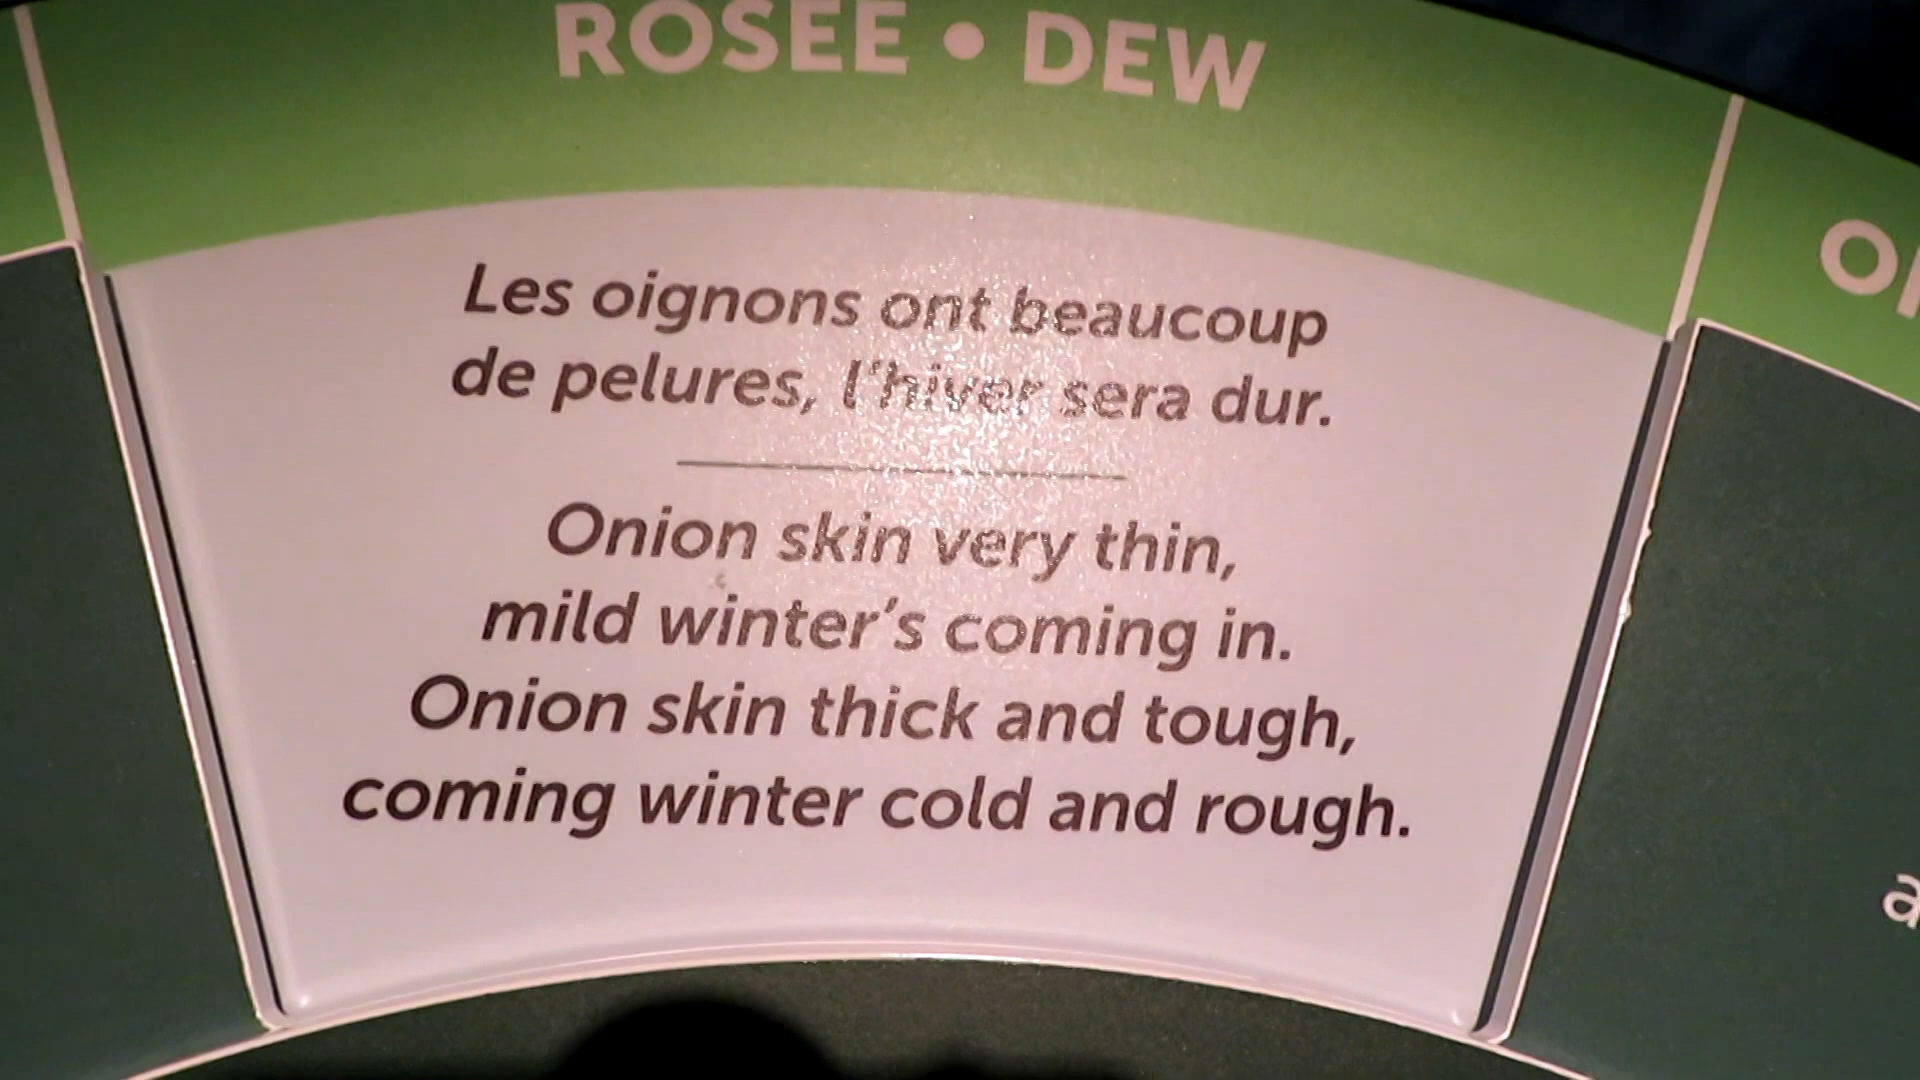 ROSÉE • DEW
Les oignons ont beaucoup
de pelures, l'hiver sera dur.
Onion skin very thin,
mild winter's coming in.
Onion skin thick and tough,
coming winter cold and rough.